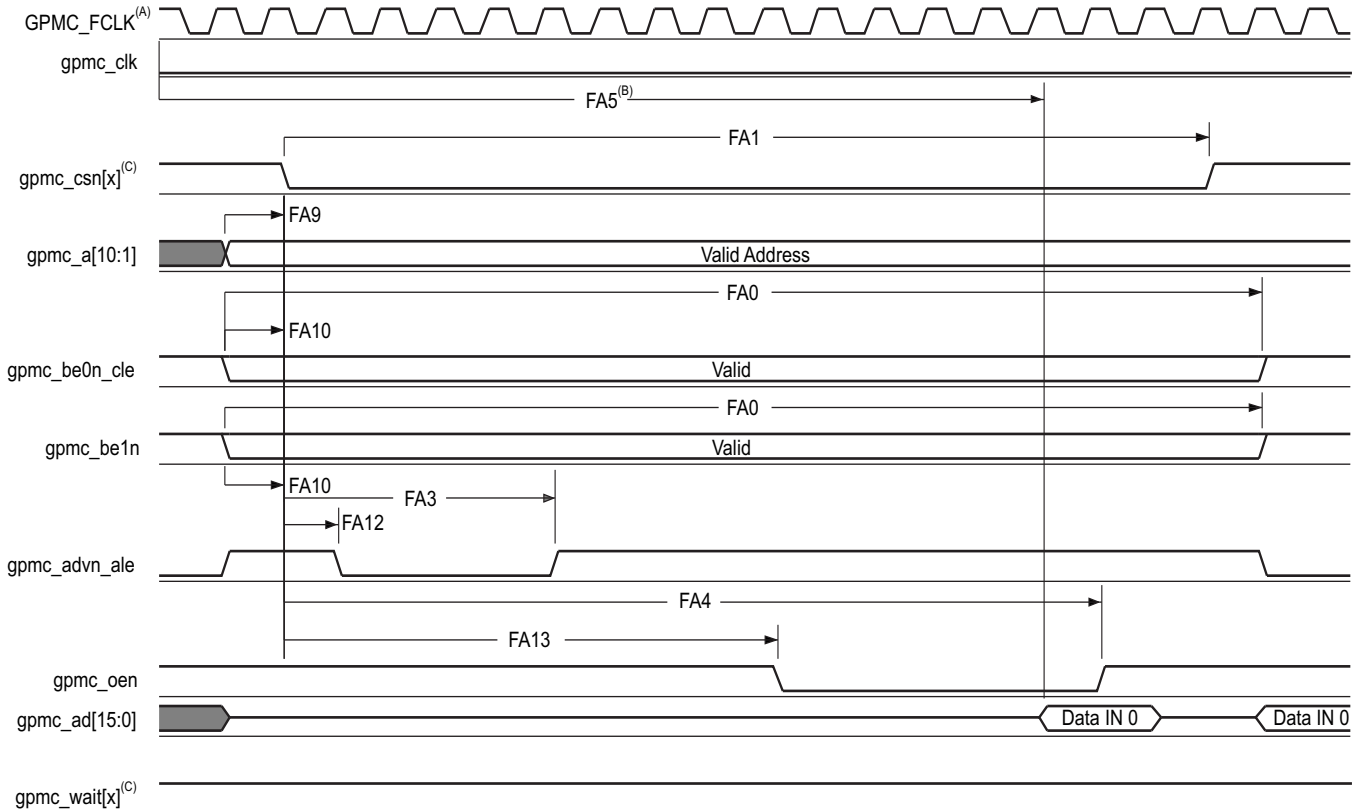 GPMC_FCLK(A)
gpmc_clk
FA5(B)
FA1
gpmc_csn[x](C)
FA9
gpmc_a[10:1]
Valid Address
FA0
FA10
gpmc_be0n_cle
Valid
FA0
gpmc_be1n
Valid
FA10
FA3
FA12
gpmc_advn_ale
FA4
FA13
gpmc_oen
gpmc_ad[15:0]
Data IN 0
Data IN 0
gpmc_wait[x](C)